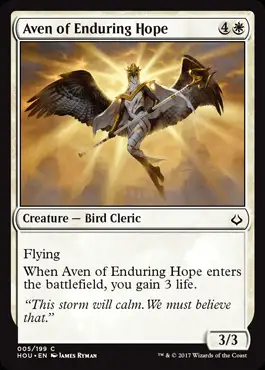 Aven of Enduring Hope 4
Creature — Bird Cleric
Flying
When Aven of Enduring Hope enters
the battlefield, you gain 3 life.
“This storm will calm. We must believe
that.”
3/3
005/199 C
HOU • EN JAMES RYMAN
™ & © 2017 Wizards of the Coast